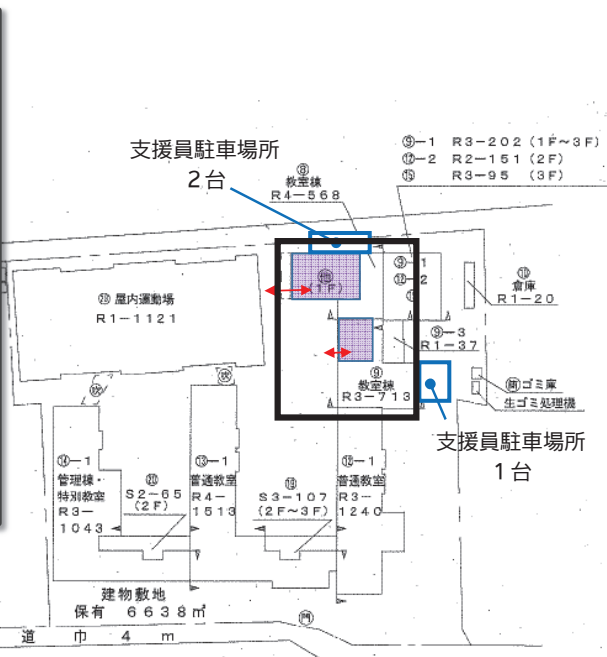 支援員駐車場所
2台
⑨-1 R3-202(1F~3F)
⑫-2 R2-151(2F)
⑮ R3-95 (3F)
⑧
教室棟
R4-568
⑳ 屋内運動場
R1-1121
(1F)
⑨-1
⑫-2
⑩
倉庫
R1-20
⑨-3
R1-37
⑨
教室棟
R3-713
ゴミ庫
生ゴミ処理機
支援員駐車場所
1台
⑭-1
管理棟・
特別教室
R3-
1043
S2-65
(2F)
⑬-1
普通教室
R4-
1513
S3-107
(2F~3F)
⑫-1
普通教室
R3-
1240
建物敷地
保有 6638㎡
門
道 巾 4 m